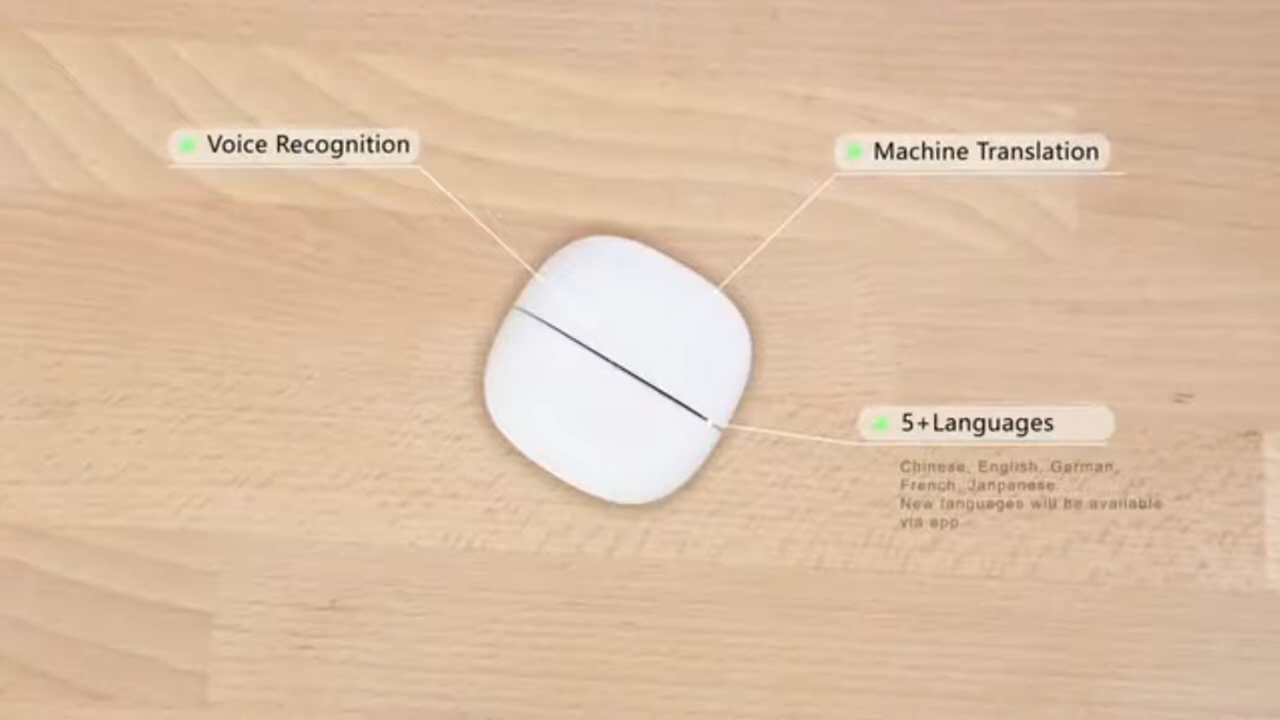 Voice Recognition
Machine Translation
5+Languages
Chinese, English, German,
French, Janpanese
New languages will be available
via app